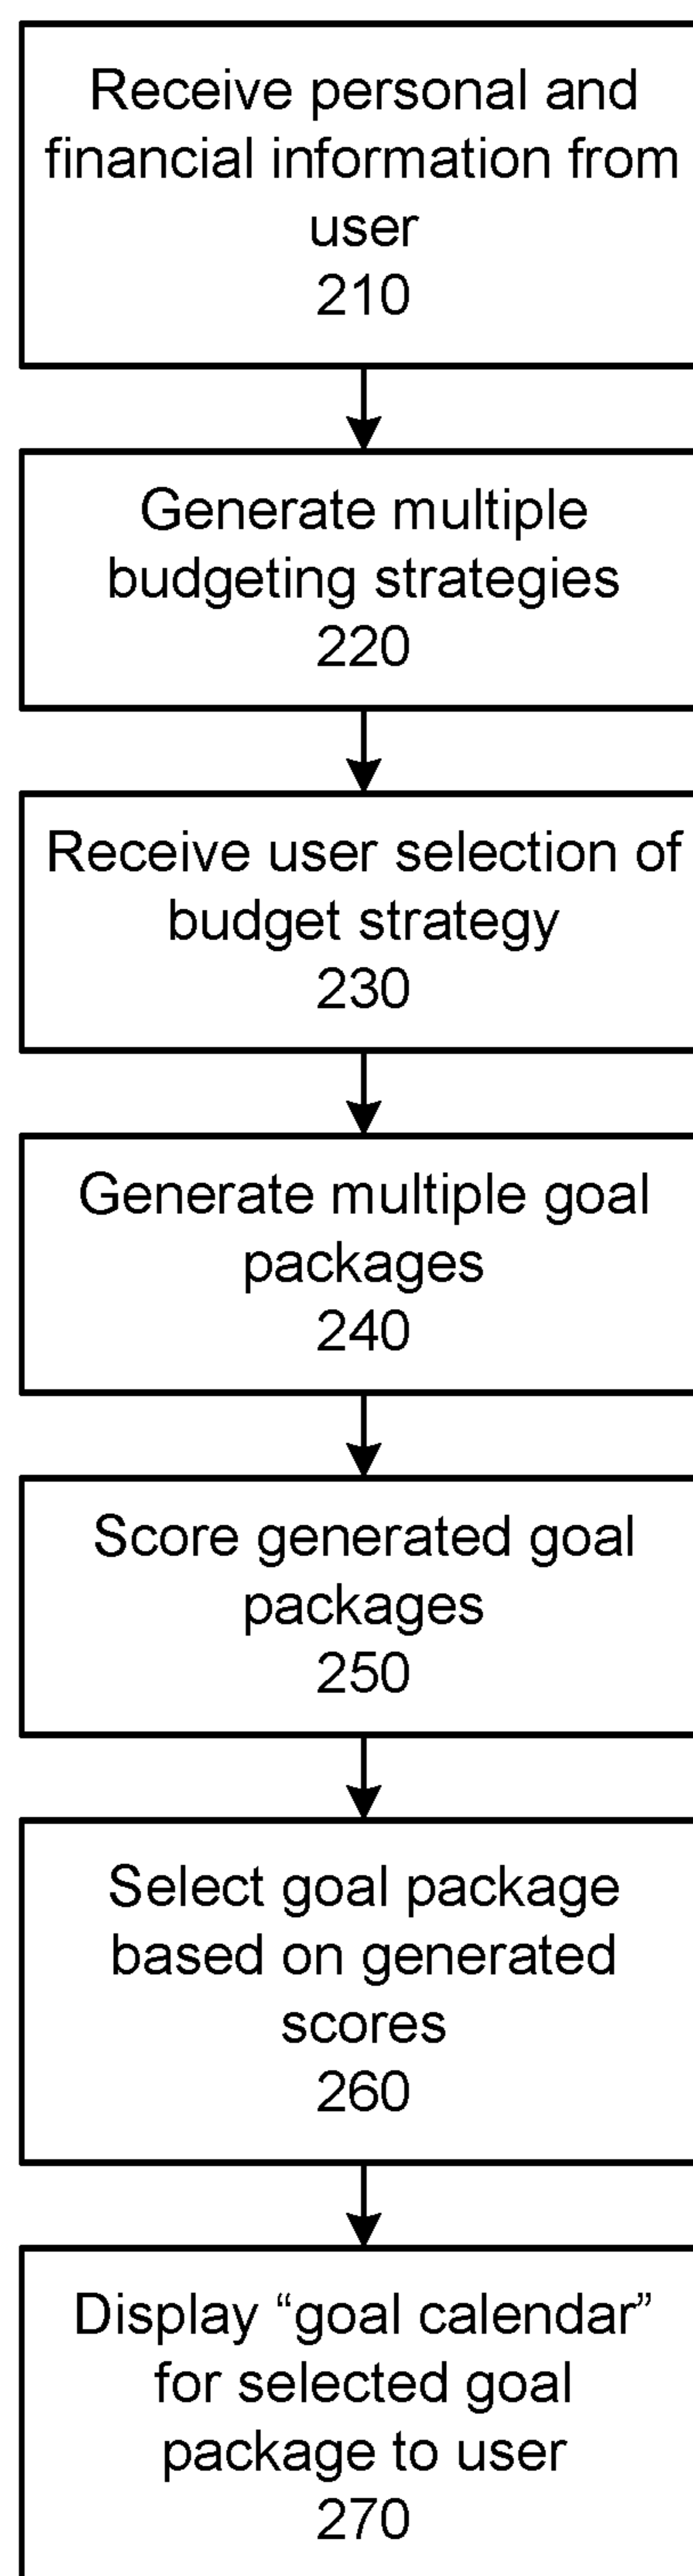 Receive personal and
financial information from
user
210
Generate multiple
budgeting strategies
220
Receive user selection of
budget strategy
230
Generate multiple goal
packages
240
Score generated goal
packages
250
Select goal package
based on generated
scores
260
Display “goal calendar”
for selected goal
package to user
270